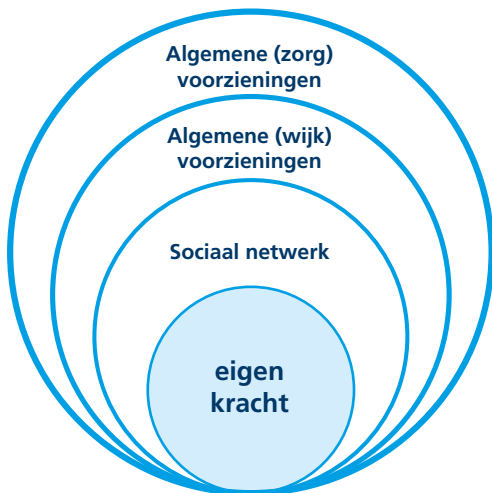 Algemene (zorg)
voorzieningen
Algemene (wijk)
voorzieningen
Sociaal netwerk
eigen
kracht